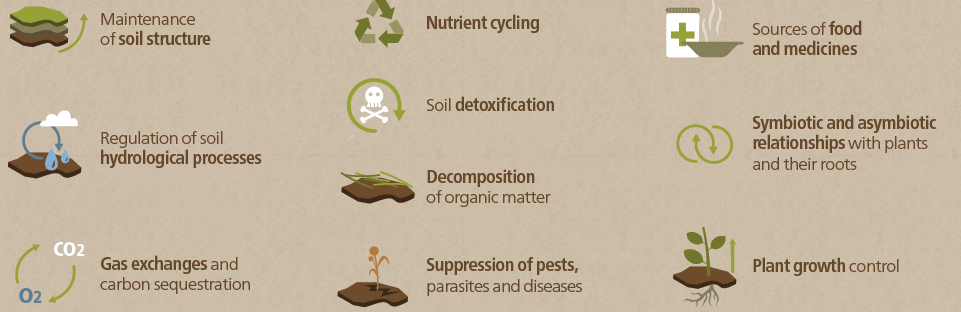 Maintenance
of soil structure
Regulation of soil
hydrological processes
CO2
O2
Gas exchanges and
carbon sequestration
Nutrient cycling
Soil detoxification
Decomposition
of organic matter
Suppression of pests,
parasites and diseases
Sources of food
and medicines
Symbiotic and asymbiotic
relationships with plants
and their roots
Plant growth control